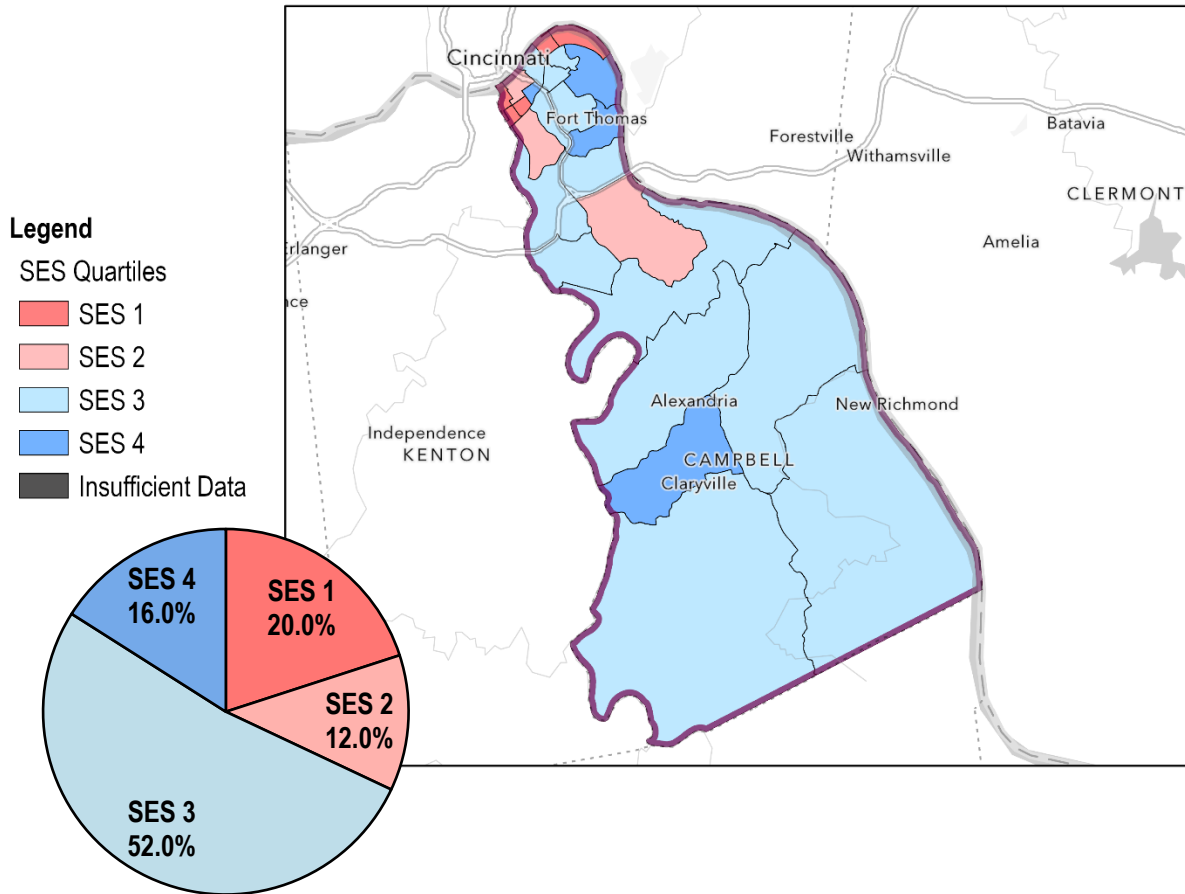 Cincinnati
Fort Thomas
Forestville
Batavia
Withamsville
CLERMONT
Amelia
Legend
SES Quartiles
SES 1
SES 2
SES 3
SES 4
Insufficient Data
Erlanger
nce
Alexandria
New Richmond
Independence
KENTON
CAMPBELL
Claryville
SES 4
16.0%
SES 1
20.0%
SES 2
12.0%
SES 3
52.0%